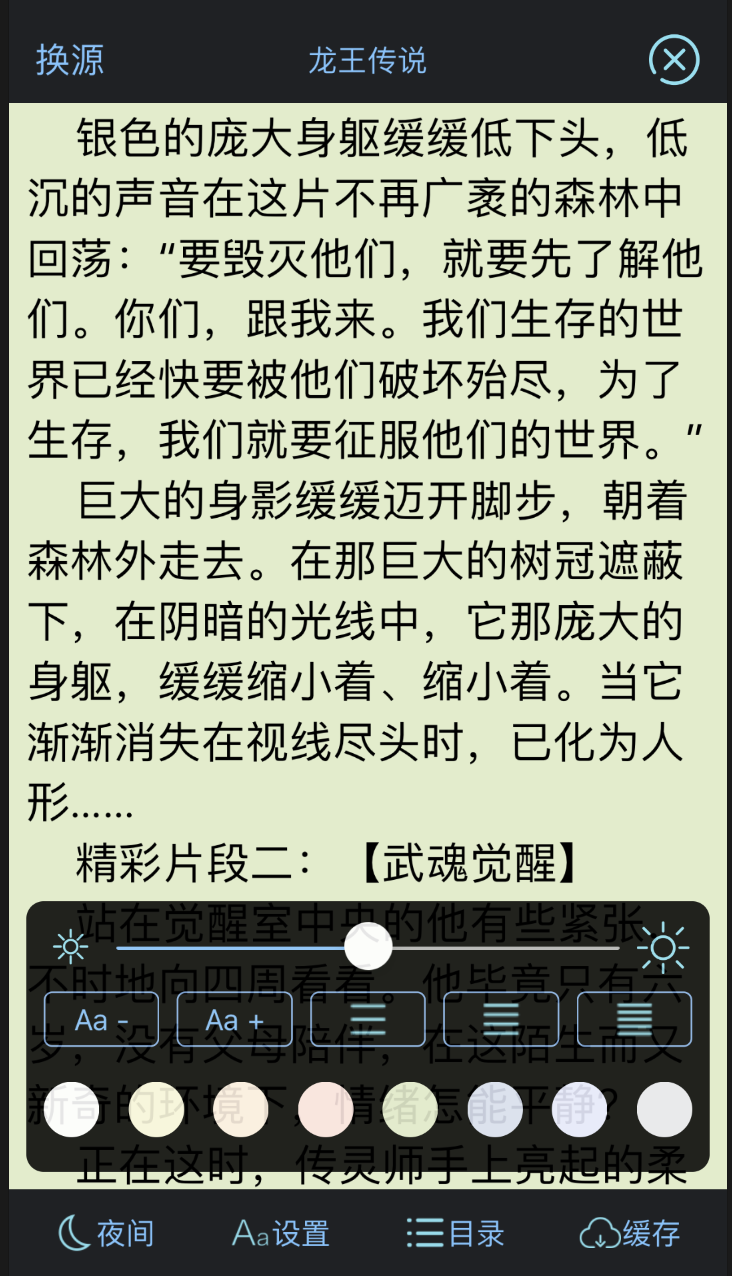 换源
龙王传说
银色的庞大身躯缓缓低下头，低
沉的声音在这片不再广袤的森林中
回荡：“要毁灭他们，就要先了解他
们。你们，跟我来。我们生存的世
界已经快要被他们破坏殆尽，为了
生存，我们就要征服他们的世界。”
巨大的身影缓缓迈开脚步，朝着
森林外走去。在那巨大的树冠遮蔽
下，在阴暗的光线中，它那庞大的
身躯，缓缓缩小着、缩小着。当它
渐渐消失在视线尽头时，已化为人
形……
精彩片段二：【武魂觉醒】
站在觉醒室中央的他有些紧张，
不时地向四周看看。他毕竟只有六
Aa -
Aa +
岁，没有父母陪伴，在这陌生而又
新奇的环境下，情绪怎能平静？
正在这时，传灵师手上亮起的柔
夜间
Aa设置
目录
缓存